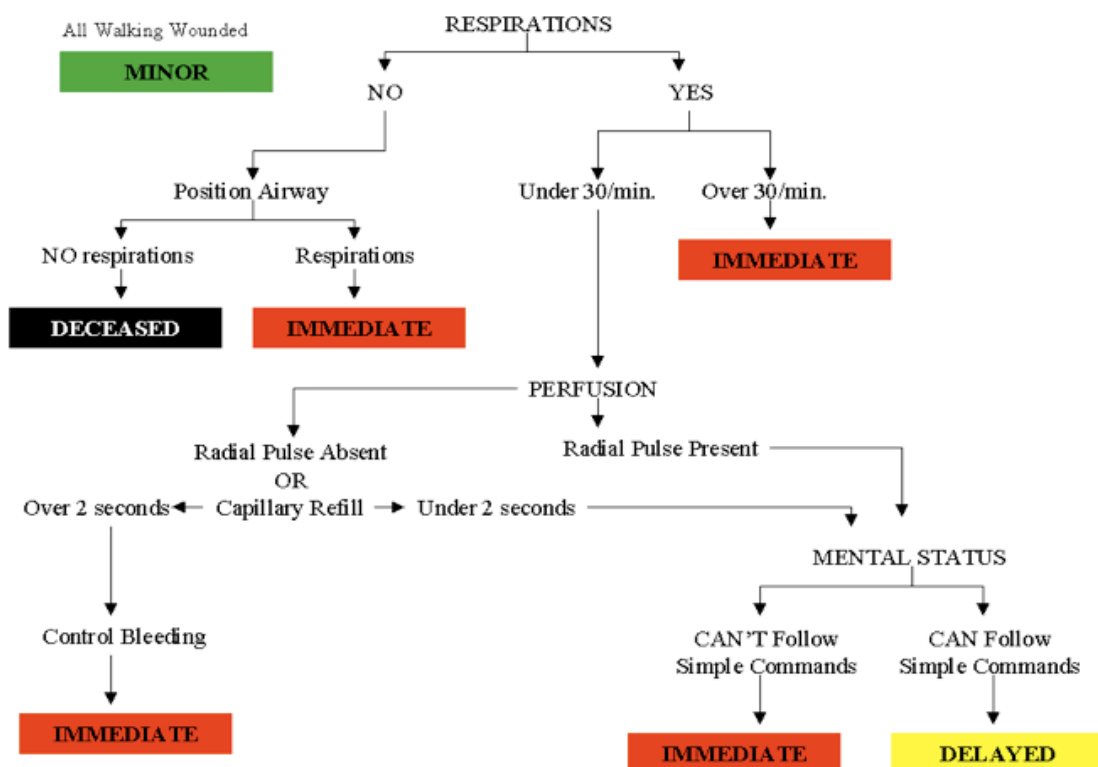 All Walking Wounded
MINOR
RESPIRATIONS
NO
YES
Position Airway
Under 30/min.
Over 30/min.
NO respirations
Respirations
IMMEDIATE
DECEASED
IMMEDIATE
PERFUSION
Radial Pulse Absent
OR
Radial Pulse Present
Over 2 seconds
Capillary Refill
Under 2 seconds
MENTAL STATUS
Control Bleeding
CAN'T Follow
Simple Commands
CAN Follow
Simple Commands
IMMEDIATE
IMMEDIATE
DELAYED